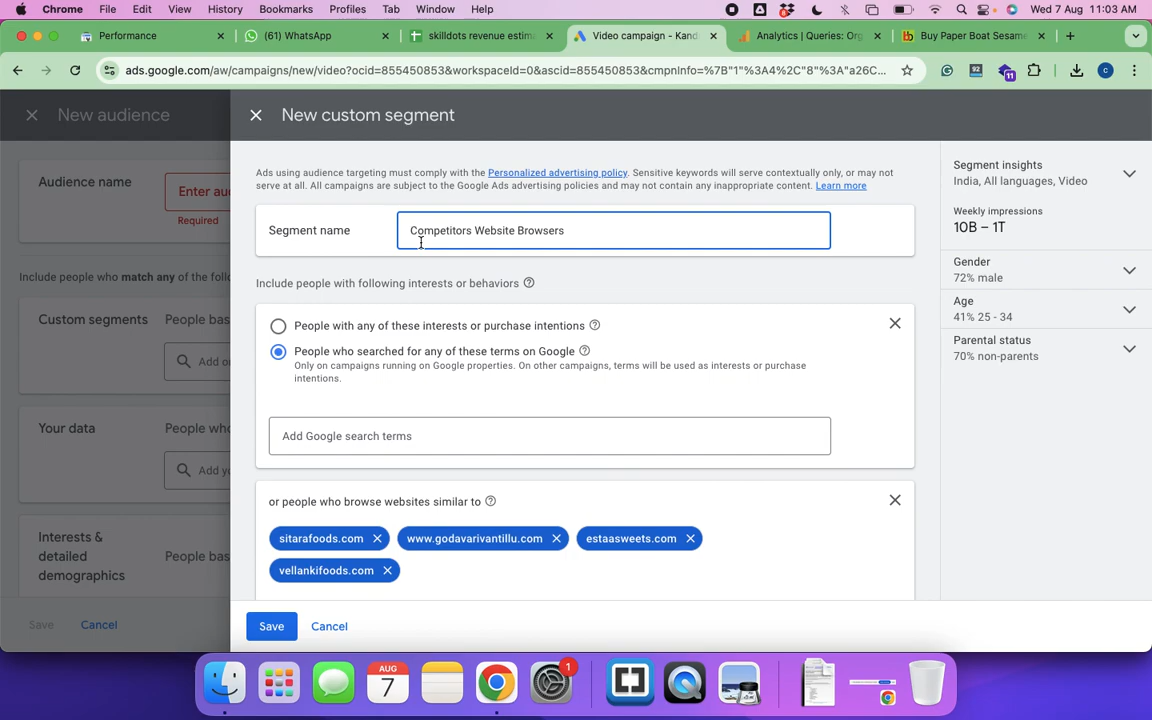 Chrome File Edit View History Bookmarks Profiles Tab Window Help Wed 7 Aug 11:03 AM
Performance (61) WhatsApp skilldots revenue estim Video campaign - Kand Analytics | Queries: Org Buy Paper Boat Sesame
ads.google.com/aw/campaigns/new/video?ocid=855450853&workspaceId=0&ascid=855450853&cmpnInfo=%7B"1"%3A4%2C"8"%3A"a26C... 92 11 C
New audience
New custom segment
Ads using audience targeting must comply with the Personalized advertising policy. Sensitive keywords will serve contextually only, or may not
serve at all. All campaigns are subject to the Google Ads advertising policies and may not contain any inappropriate content. Learn more
Audience name
Enter au
Required
Include people who match any of the foll
Custom segments People bas
Add o
Your data People who
Add yo
Interests &
detailed
demographics
People bas
Save Cancel
Segment name Competitors Website Browsers
Include people with following interests or behaviors
People with any of these interests or purchase intentions
People who searched for any of these terms on Google
Only on campaigns running on Google properties. On other campaigns, terms will be used as interests or purchase
intentions.
Add Google search terms
or people who browse websites similar to
sitarafoods.com www.godavarivantillu.com estaasweets.com
vellankifoods.com
Save Cancel
Segment insights
India, All languages, Video
Weekly impressions
10B – 1T
Gender
72% male
Age
41% 25 - 34
Parental status
70% non-parents
AUG
7
1